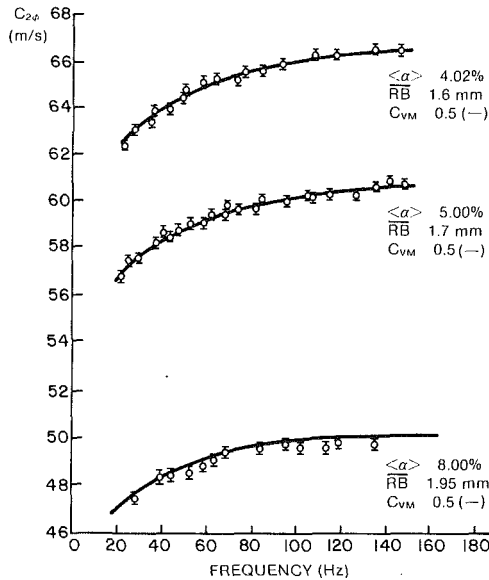 C₂ᵩ
(m/s)
68
66
64
62
60
58
56
54
52
50
48
46
<α> 4.02%
RB 1.6 mm
CVM 0.5 (—)
<α> 5.00%
RB 1.7 mm
CVM 0.5 (—)
<α> 8.00%
RB 1.95 mm
CVM 0.5 (—)
0 20 40 60 80 100 120 140 160 180
FREQUENCY (Hz)